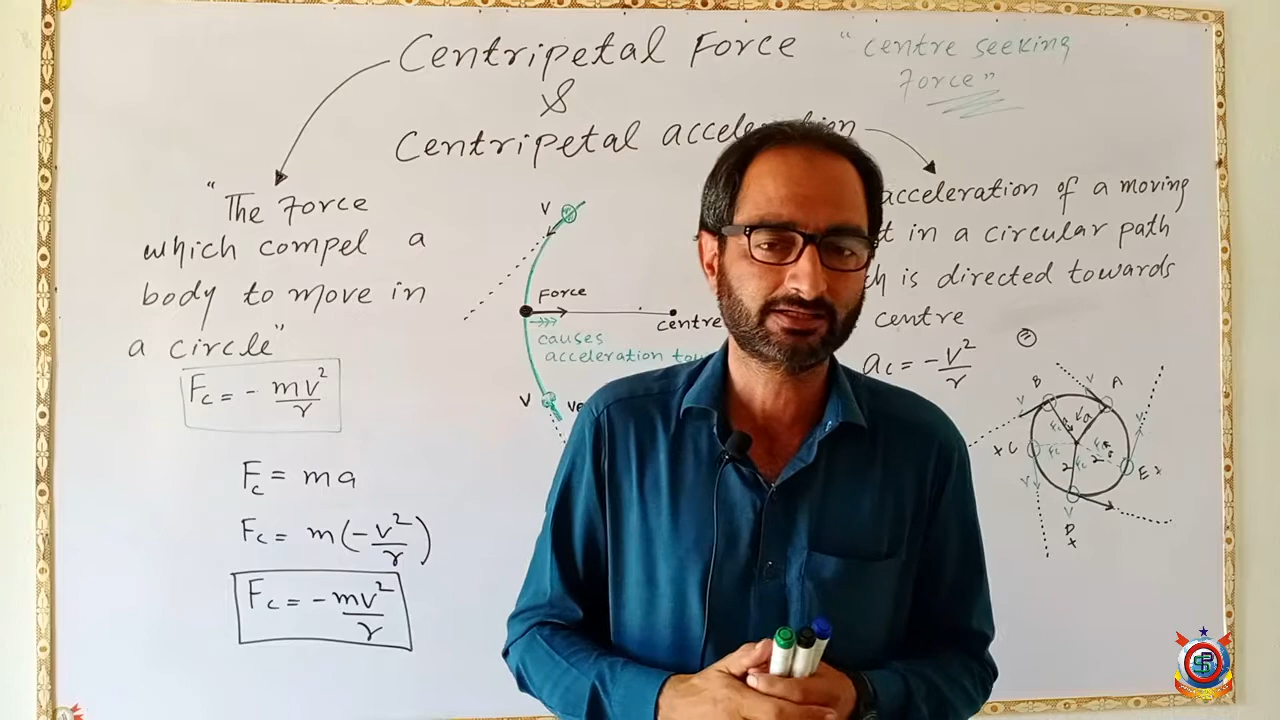 Centripetal Force
&
Centripetal acceleration
"centre seeking
Force"
"The Force
which compel a
body to move in
a circle"
Fc = - mv²/r
Fc = ma
Fc = m(-v²/r)
Fc = - mv²/r
V
Force
centre
causes
acceleration
V
acceleration of a moving
in a circular path
is directed towards
centre
ac = - v²/r
2
B
V
A
V
C
V
E
V
D
V